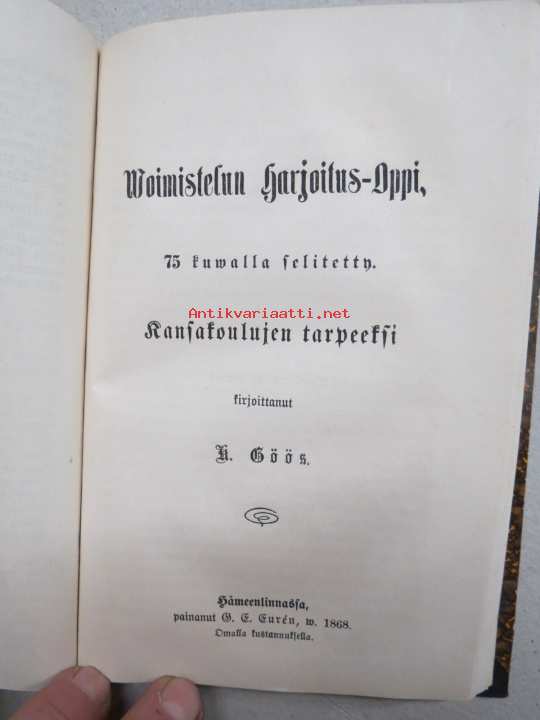 Woimistelun Harjoitus-Oppi,
75 kuwalla selitetty.
Antikvariaatti.net
Kansakoulujen tarpeeksi
kirjoittanut
K. Göös.
Hämeenlinnassa,
painanut G. E. Eurén, w. 1868.
Omalla kustannuksella.